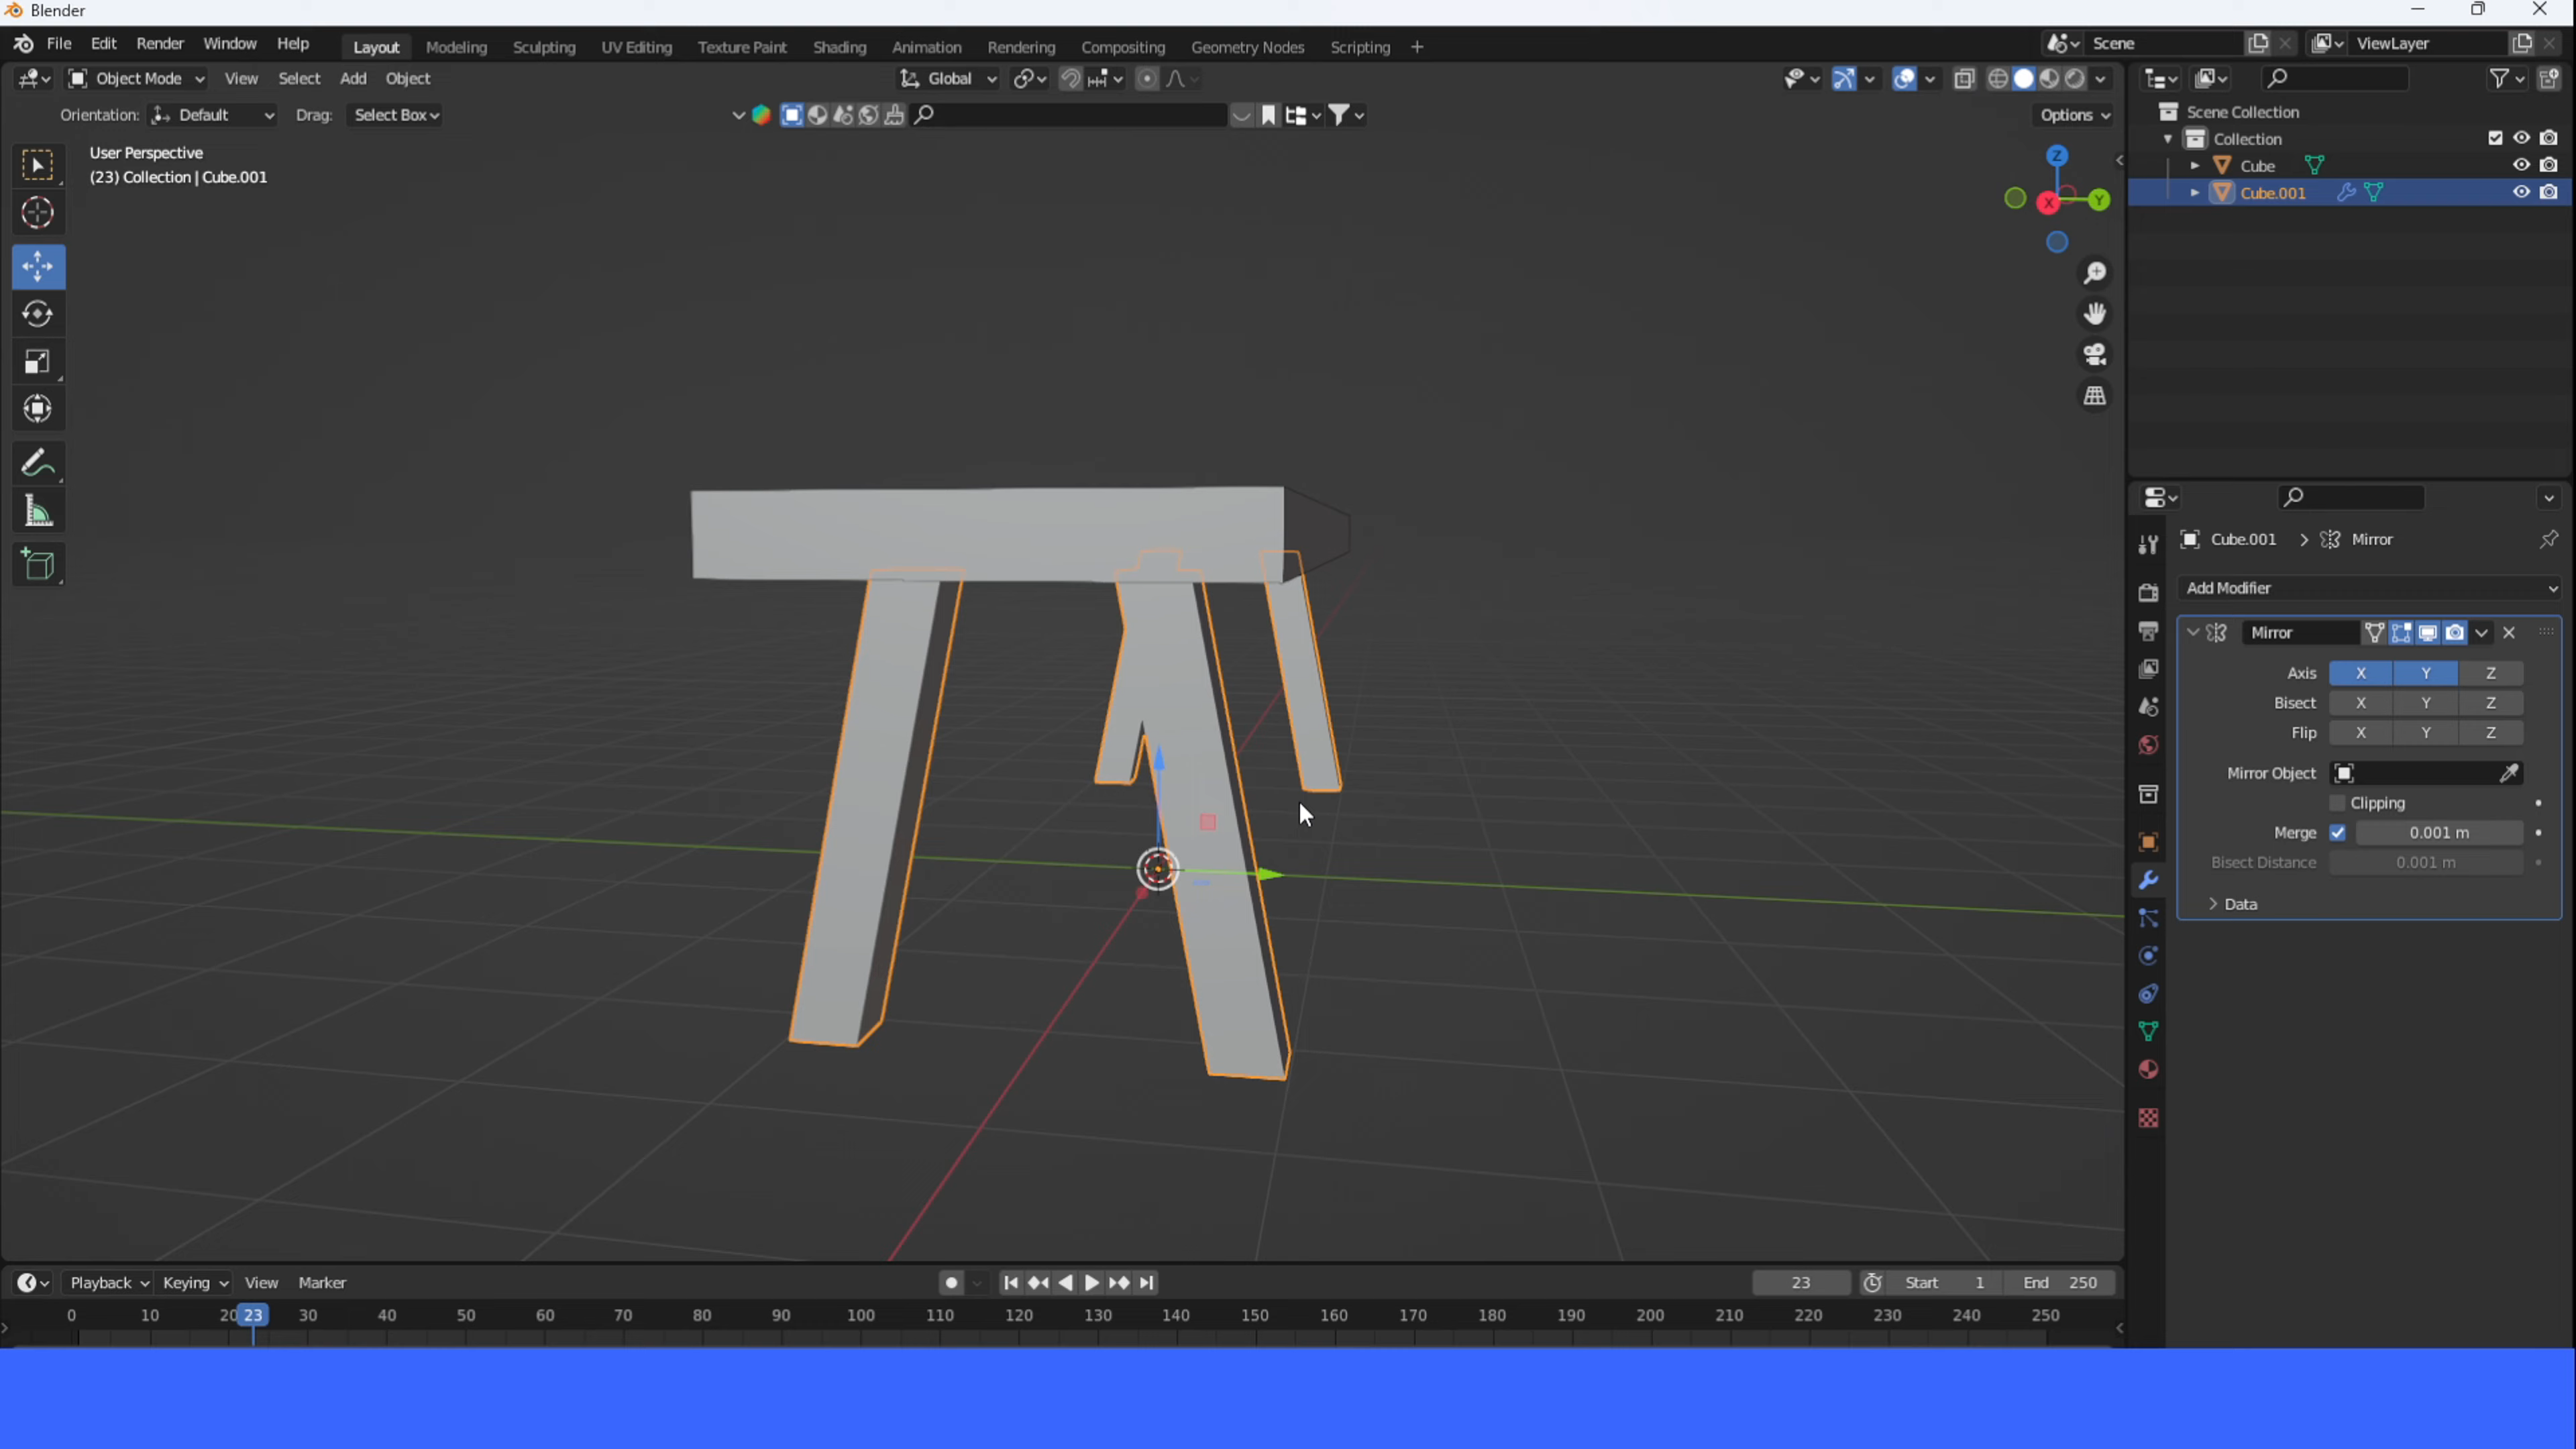 Blender
File Edit Render Window Help Layout Modeling Sculpting UV Editing Texture Paint Shading Animation Rendering Compositing Geometry Nodes Scripting + Scene ViewLayer
Object Mode View Select Add Object Global
Orientation: Default Drag: Select Box Options
User Perspective
(23) Collection | Cube.001
Z
X
Y
Scene Collection
Collection
Cube
Cube.001
Cube.001 > Mirror
Add Modifier
Mirror
Axis X Y Z
Bisect X Y Z
Flip X Y Z
Mirror Object
Clipping
Merge 0.001 m
Bisect Distance 0.001 m
Data
Playback Keying View Marker 23 Start 1 End 250
0 10 20 23 30 40 50 60 70 80 90 100 110 120 130 140 150 160 170 180 190 200 210 220 230 240 250